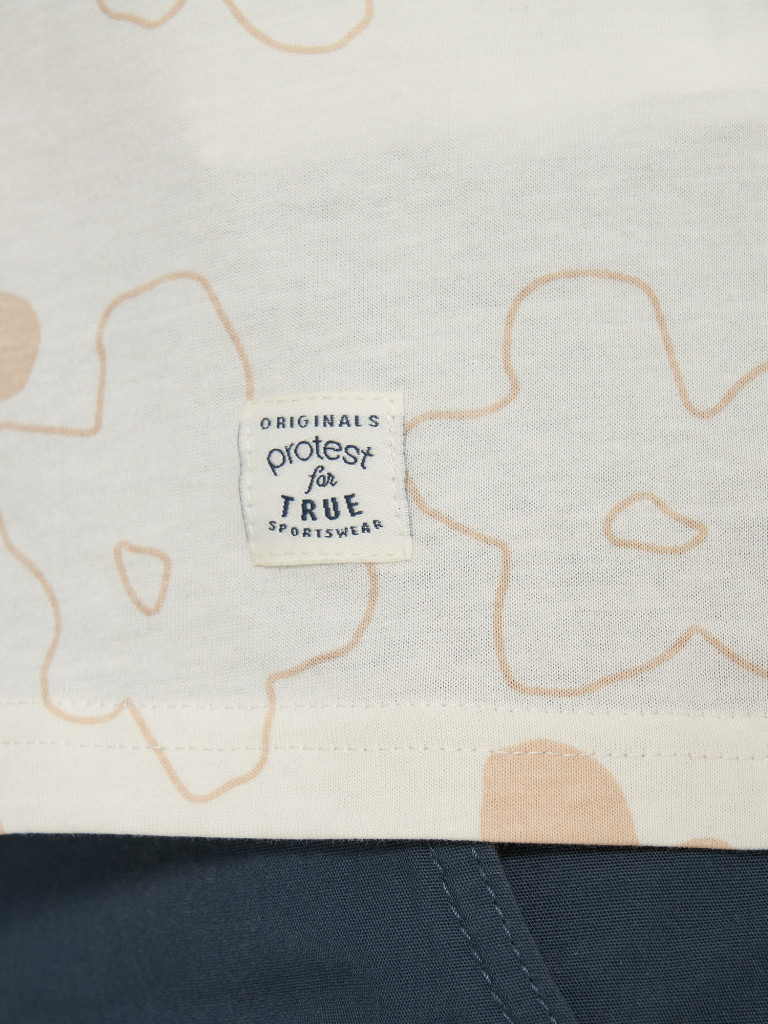 ORIGINALS
protest
for
TRUE
SPORTSWEAR